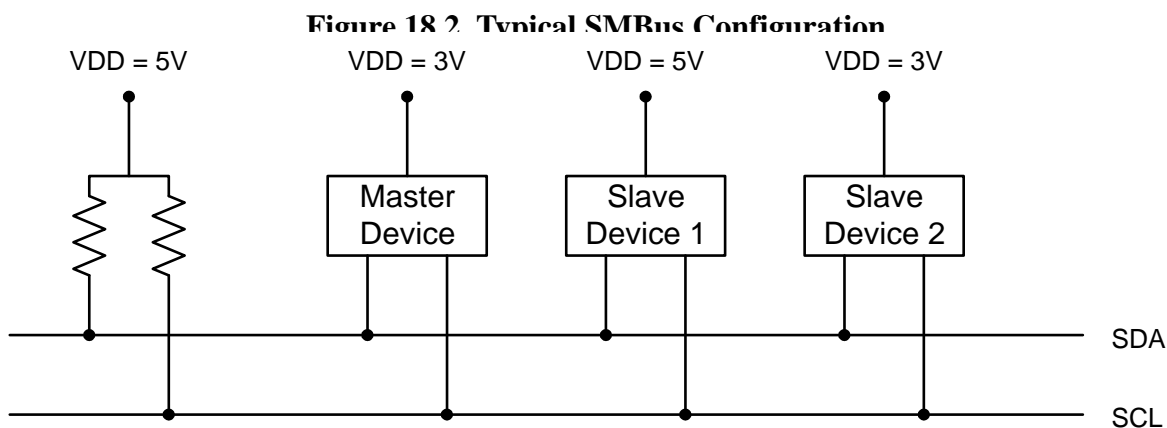 Figure 18.2. Typical SMBus Configuration
VDD = 5V
VDD = 3V
VDD = 5V
VDD = 3V
Master
Device
Slave
Device 1
Slave
Device 2
SDA
SCL